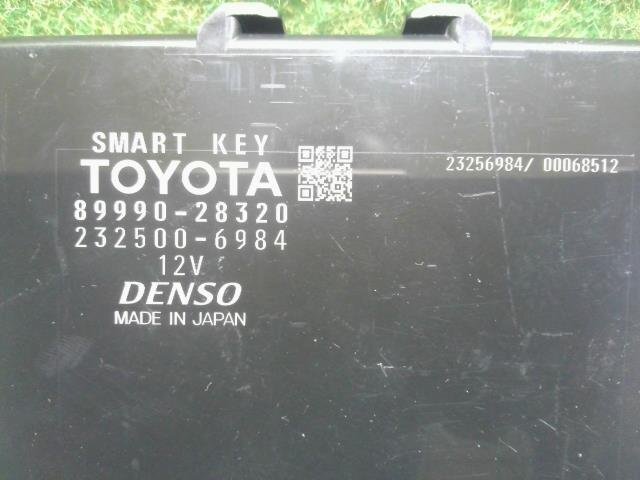 SMART KEY
TOYOTA
89990-28320
232500-6984
12V
DENSO
MADE IN JAPAN
23256984/00068512